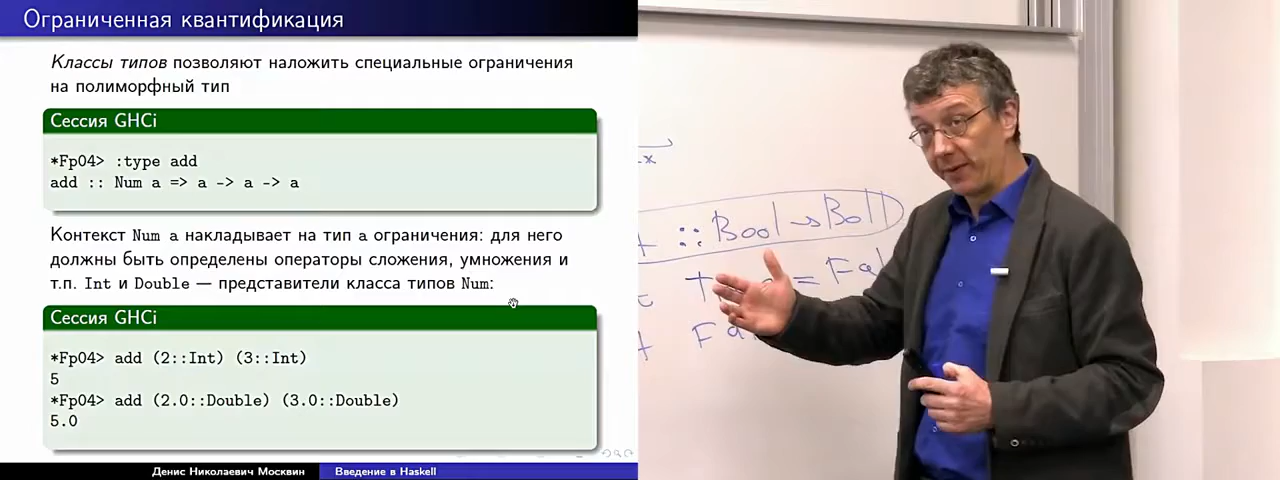 Ограниченная квантификация
Классы типов позволяют наложить специальные ограничения
на полиморфный тип
Сессия GHCi
*Fp04> :type add
add :: Num a => a -> a -> a
Контекст Num a накладывает на тип a ограничения: для него
должны быть определены операторы сложения, умножения и
т.п. Int и Double — представители класса типов Num:
Сессия GHCi
*Fp04> add (2::Int) (3::Int)
5
*Fp04> add (2.0::Double) (3.0::Double)
5.0
Денис Николаевич Москвин Введение в Haskell
:: Bool → Boll
= Fal